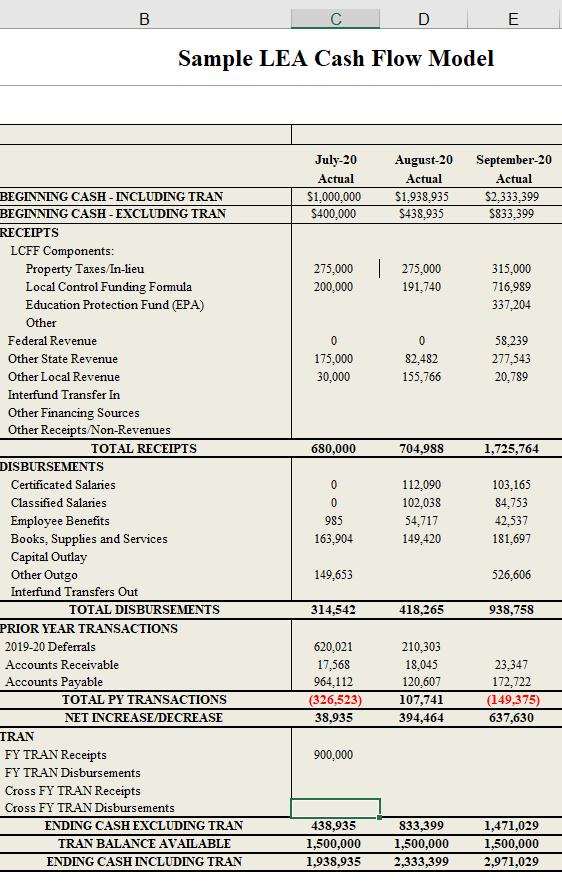 B C D E
Sample LEA Cash Flow Model
July-20 August-20 September-20
Actual Actual Actual
BEGINNING CASH - INCLUDING TRAN $1,000,000 $1,938,935 $2,333,399
BEGINNING CASH - EXCLUDING TRAN $400,000 $438,935 $833,399
RECEIPTS
LCFF Components:
Property Taxes/In-lieu 275,000 275,000 315,000
Local Control Funding Formula 200,000 191,740 716,989
Education Protection Fund (EPA) 337,204
Other
Federal Revenue 0 0 58,239
Other State Revenue 175,000 82,482 277,543
Other Local Revenue 30,000 155,766 20,789
Interfund Transfer In
Other Financing Sources
Other Receipts/Non-Revenues
TOTAL RECEIPTS 680,000 704,988 1,725,764
DISBURSEMENTS
Certificated Salaries 0 112,090 103,165
Classified Salaries 0 102,038 84,753
Employee Benefits 985 54,717 42,537
Books, Supplies and Services 163,904 149,420 181,697
Capital Outlay
Other Outgo 149,653 526,606
Interfund Transfers Out
TOTAL DISBURSEMENTS 314,542 418,265 938,758
PRIOR YEAR TRANSACTIONS
2019-20 Deferrals 620,021 210,303
Accounts Receivable 17,568 18,045 23,347
Accounts Payable 964,112 120,607 172,722
TOTAL PY TRANSACTIONS (326,523) 107,741 (149,375)
NET INCREASE/DECREASE 38,935 394,464 637,630
TRAN
FY TRAN Receipts 900,000
FY TRAN Disbursements
Cross FY TRAN Receipts
Cross FY TRAN Disbursements
ENDING CASH EXCLUDING TRAN 438,935 833,399 1,471,029
TRAN BALANCE AVAILABLE 1,500,000 1,500,000 1,500,000
ENDING CASH INCLUDING TRAN 1,938,935 2,333,399 2,971,029